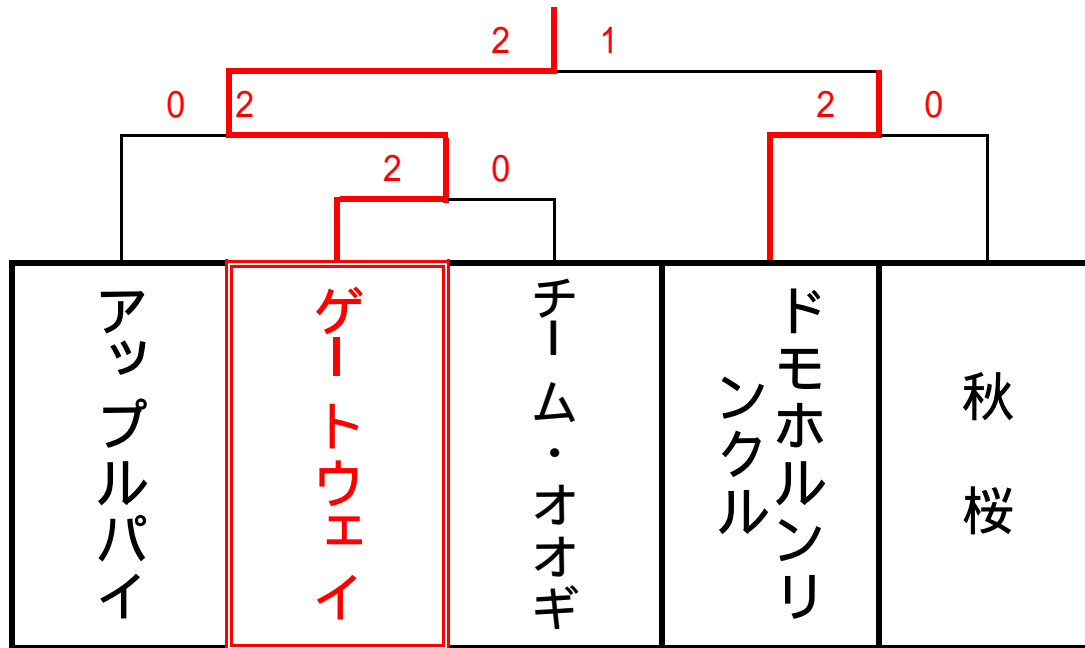 2 1
0 2 2 0
2 0
アップルパイ
ゲートウェイ
チーム・オオギ
ドモホルンリ
ンクル
秋桜